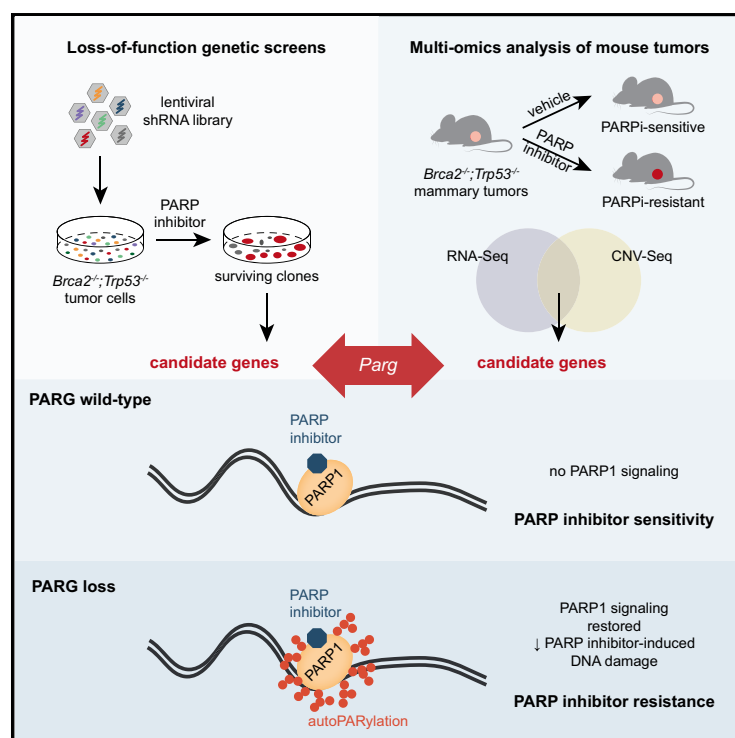 Loss-of-function genetic screens
lentiviral
shRNA library
PARP
inhibitor
Brca2-/-;Trp53-/-
tumor cells
surviving clones
candidate genes
Multi-omics analysis of mouse tumors
vehicle
PARP
inhibitor
PARPi-sensitive
Brca2-/-;Trp53-/-
mammary tumors
PARPi-resistant
RNA-Seq
CNV-Seq
candidate genes
Parg
PARG wild-type
PARP
inhibitor
PARP1
no PARP1 signaling
PARP inhibitor sensitivity
PARG loss
PARP
inhibitor
PARP1
autoPARylation
PARP1 signaling
restored
↓ PARP inhibitor-induced
DNA damage
PARP inhibitor resistance